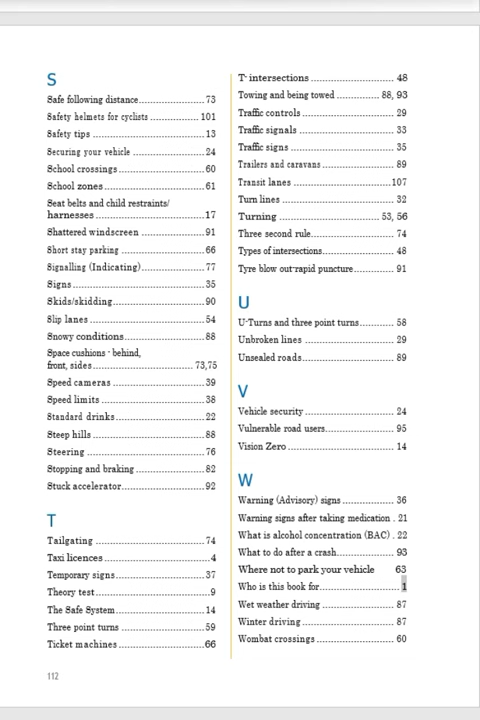 S
Safe following distance.......................73
Safety helmets for cyclists ................. 101
Safety tips .......................................13
Securing your vehicle .........................24
School crossings ...............................60
School zones ....................................61
Seat belts and child restraints/
harnesses ......................................17
Shattered windscreen .......................91
Short stay parking .............................66
Signalling (Indicating)......................77
Signs..............................................35
Skids/skidding................................90
Slip lanes ........................................54
Snowy conditions............................88
Space cushions - behind,
front, sides................................... 73,75
Speed cameras ................................39
Speed limits ....................................38
Standard drinks...............................22
Steep hills .......................................88
Steering .........................................76
Stopping and braking ........................82
Stuck accelerator.............................92
T
Tailgating ......................................74
Taxi licences .....................................4
Temporary signs..............................37
Theory test.......................................9
The Safe System...............................14
Three point turns .............................59
Ticket machines ..............................66
T- intersections ............................. 48
Towing and being towed ............... 88, 93
Traffic controls ................................ 29
Traffic signals ................................. 33
Traffic signs .................................... 35
Trailers and caravans ......................... 89
Transit lanes ...................................107
Turn lines ....................................... 32
Turning ................................... 53, 56
Three second rule............................. 74
Types of intersections......................... 48
Tyre blow out-rapid puncture.............. 91
U
U-Turns and three point turns............ 58
Unbroken lines ................................ 29
Unsealed roads................................ 89
V
Vehicle security ............................... 24
Vulnerable road users........................ 95
Vision Zero ..................................... 14
W
Warning (Advisory) signs .................. 36
Warning signs after taking medication . 21
What is alcohol concentration (BAC) . 22
What to do after a crash.................... 93
Where not to park your vehicle 63
Who is this book for............................ 1
Wet weather driving .......................... 87
Winter driving ................................. 87
Wombat crossings ........................... 60
112